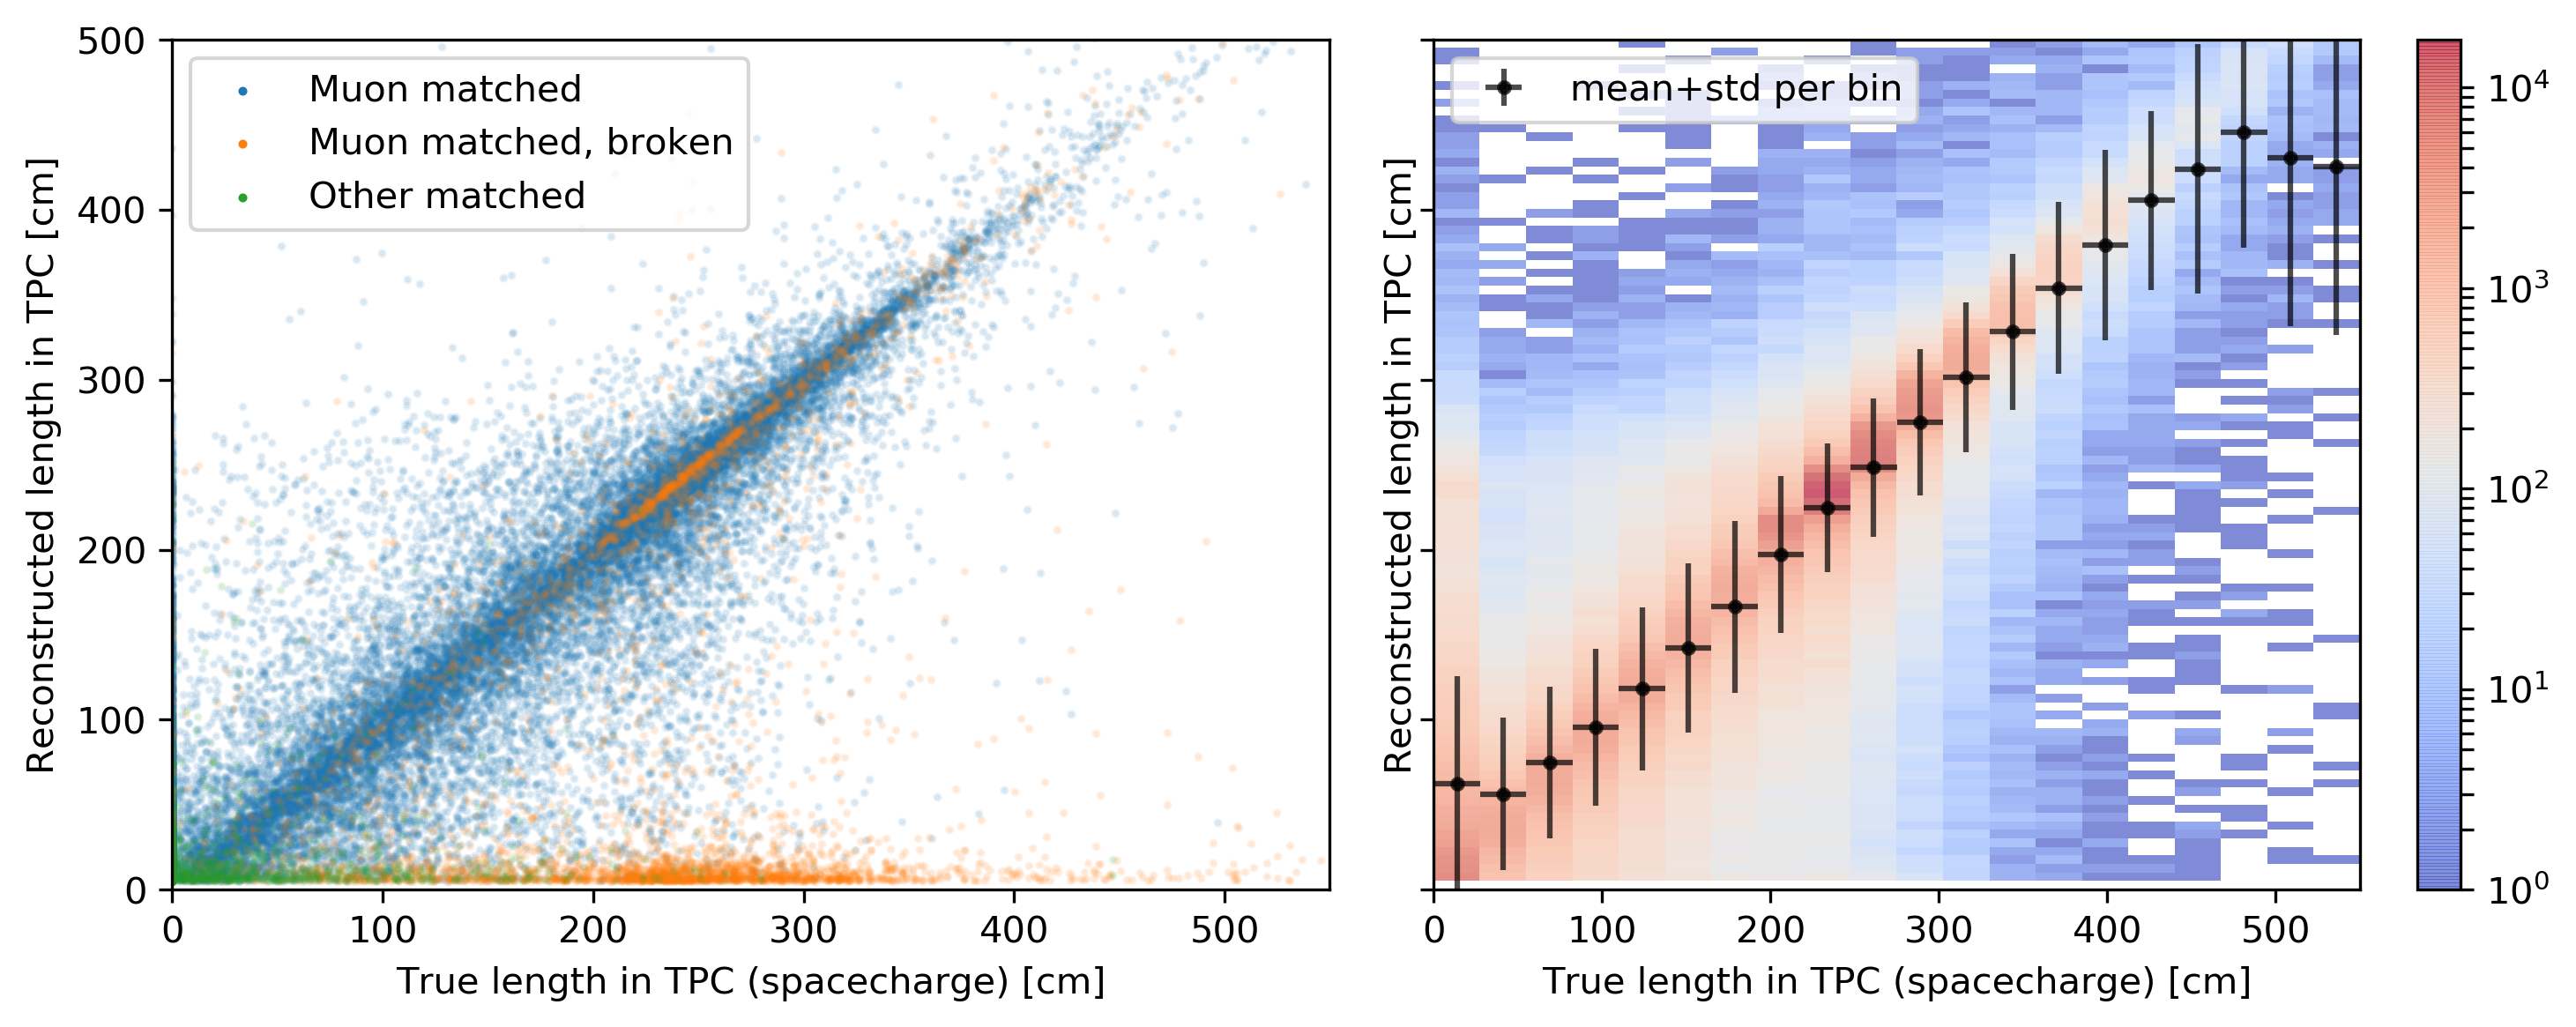 Muon matched
Muon matched, broken
Other matched
Reconstructed length in TPC [cm]
500
400
300
200
100
0
0 100 200 300 400 500
True length in TPC (spacecharge) [cm]
mean+std per bin
Reconstructed length in TPC [cm]
0 100 200 300 400 500
True length in TPC (spacecharge) [cm]
10⁴
10³
10²
10¹
10⁰